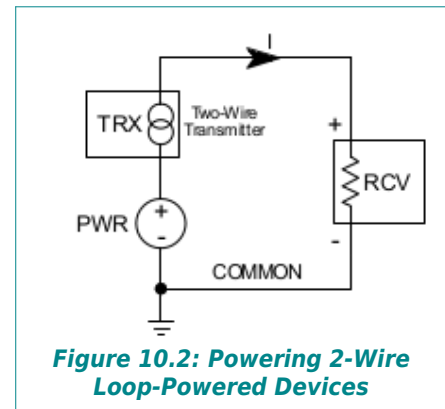 I
TRX
Two-Wire
Transmitter
+
RCV
+
PWR
-
-
COMMON
Figure 10.2: Powering 2-Wire
Loop-Powered Devices